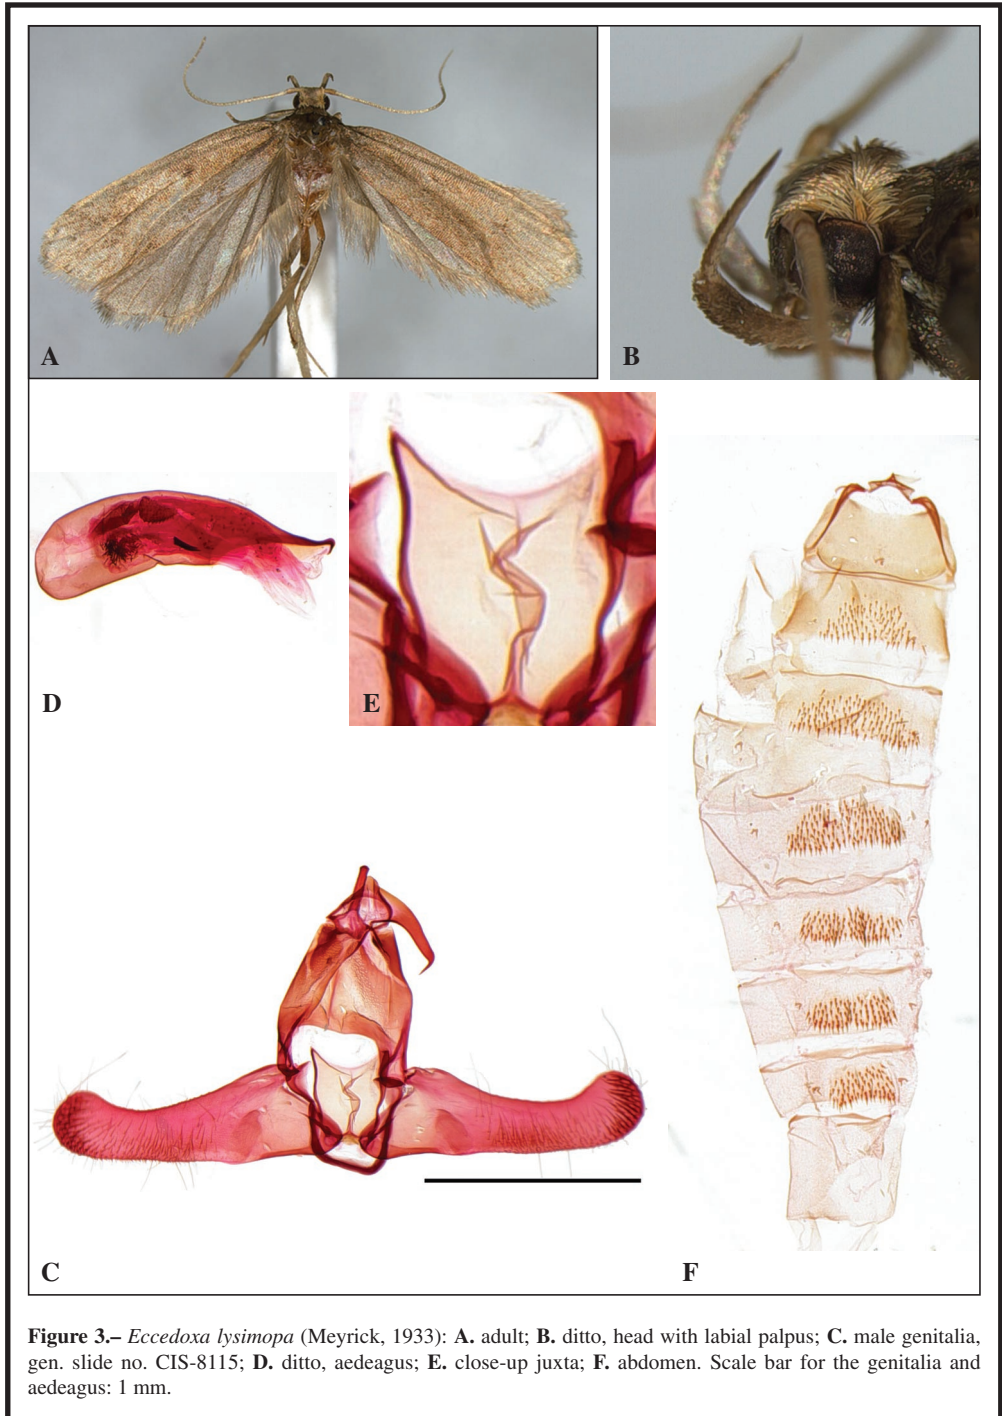 A
B
D
E
C
F
Figure 3.– Eccedoxa lysimopa (Meyrick, 1933): A. adult; B. ditto, head with labial palpus; C. male genitalia,
gen. slide no. CIS-8115; D. ditto, aedeagus; E. close-up juxta; F. abdomen. Scale bar for the genitalia and
aedeagus: 1 mm.